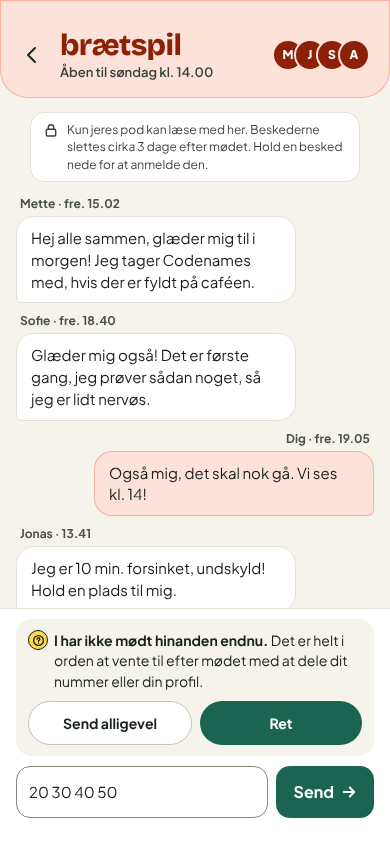 brætspil
Åben til søndag kl. 14.00
M J S A
Kun jeres pod kan læse med her. Beskederne
slettes cirka 3 dage efter mødet. Hold en besked
nede for at anmelde den.
Mette · fre. 15.02
Hej alle sammen, glæder mig til i
morgen! Jeg tager Codenames
med, hvis der er fyldt på caféen.
Sofie · fre. 18.40
Glæder mig også! Det er første
gang, jeg prøver sådan noget, så
jeg er lidt nervøs.
Dig · fre. 19.05
Også mig, det skal nok gå. Vi ses
kl. 14!
Jonas · 13.41
Jeg er 10 min. forsinket, undskyld!
Hold en plads til mig.
I har ikke mødt hinanden endnu. Det er helt i
orden at vente til efter mødet med at dele dit
nummer eller din profil.
Send alligevel
Ret
20 30 40 50
Send →